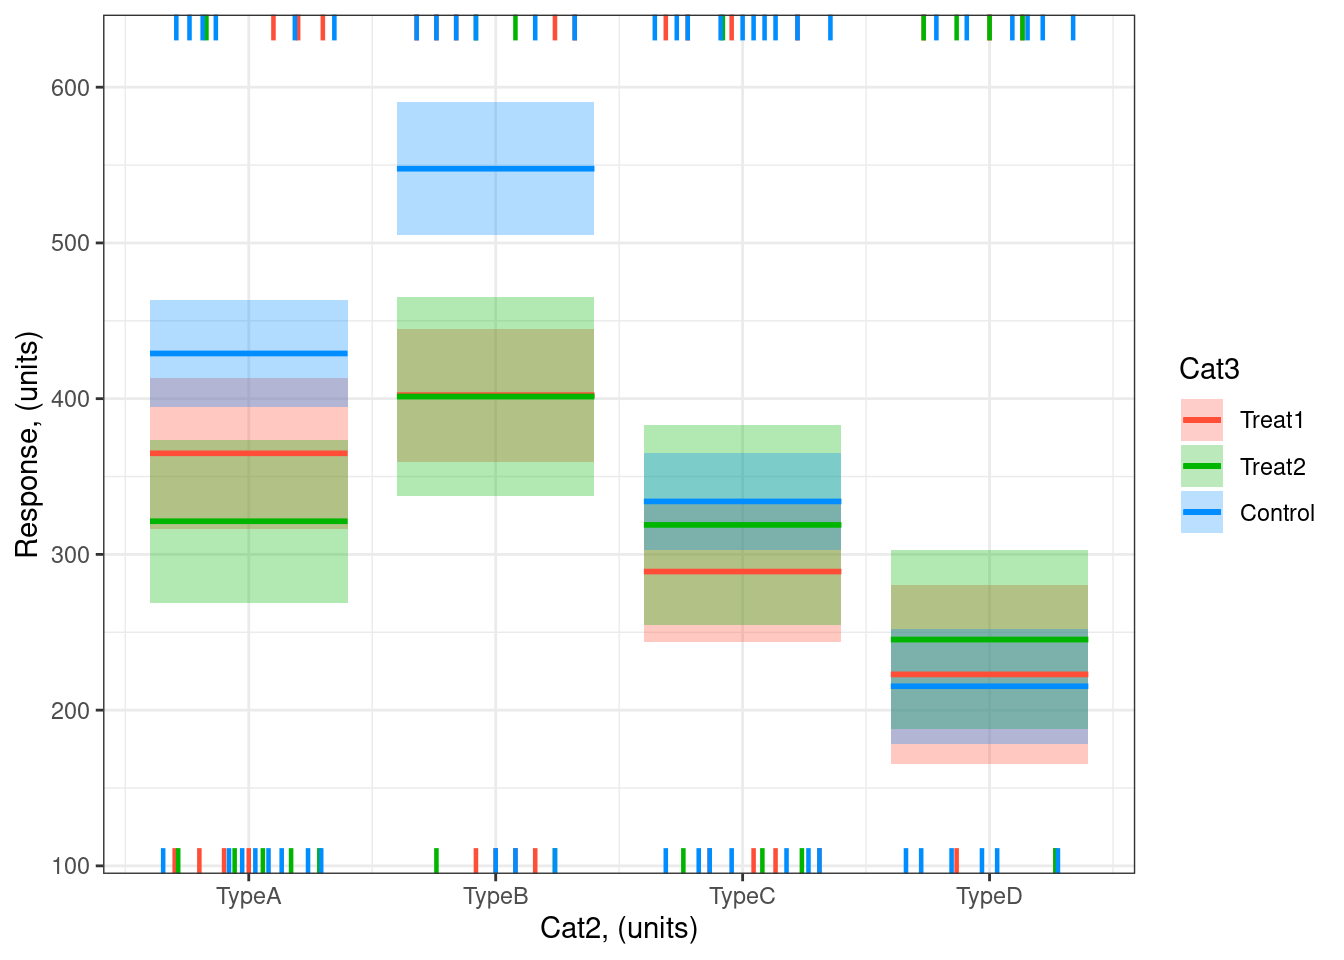 600
500
400
300
200
100
Response, (units)
TypeA
TypeB
TypeC
TypeD
Cat2, (units)
Cat3
Treat1
Treat2
Control